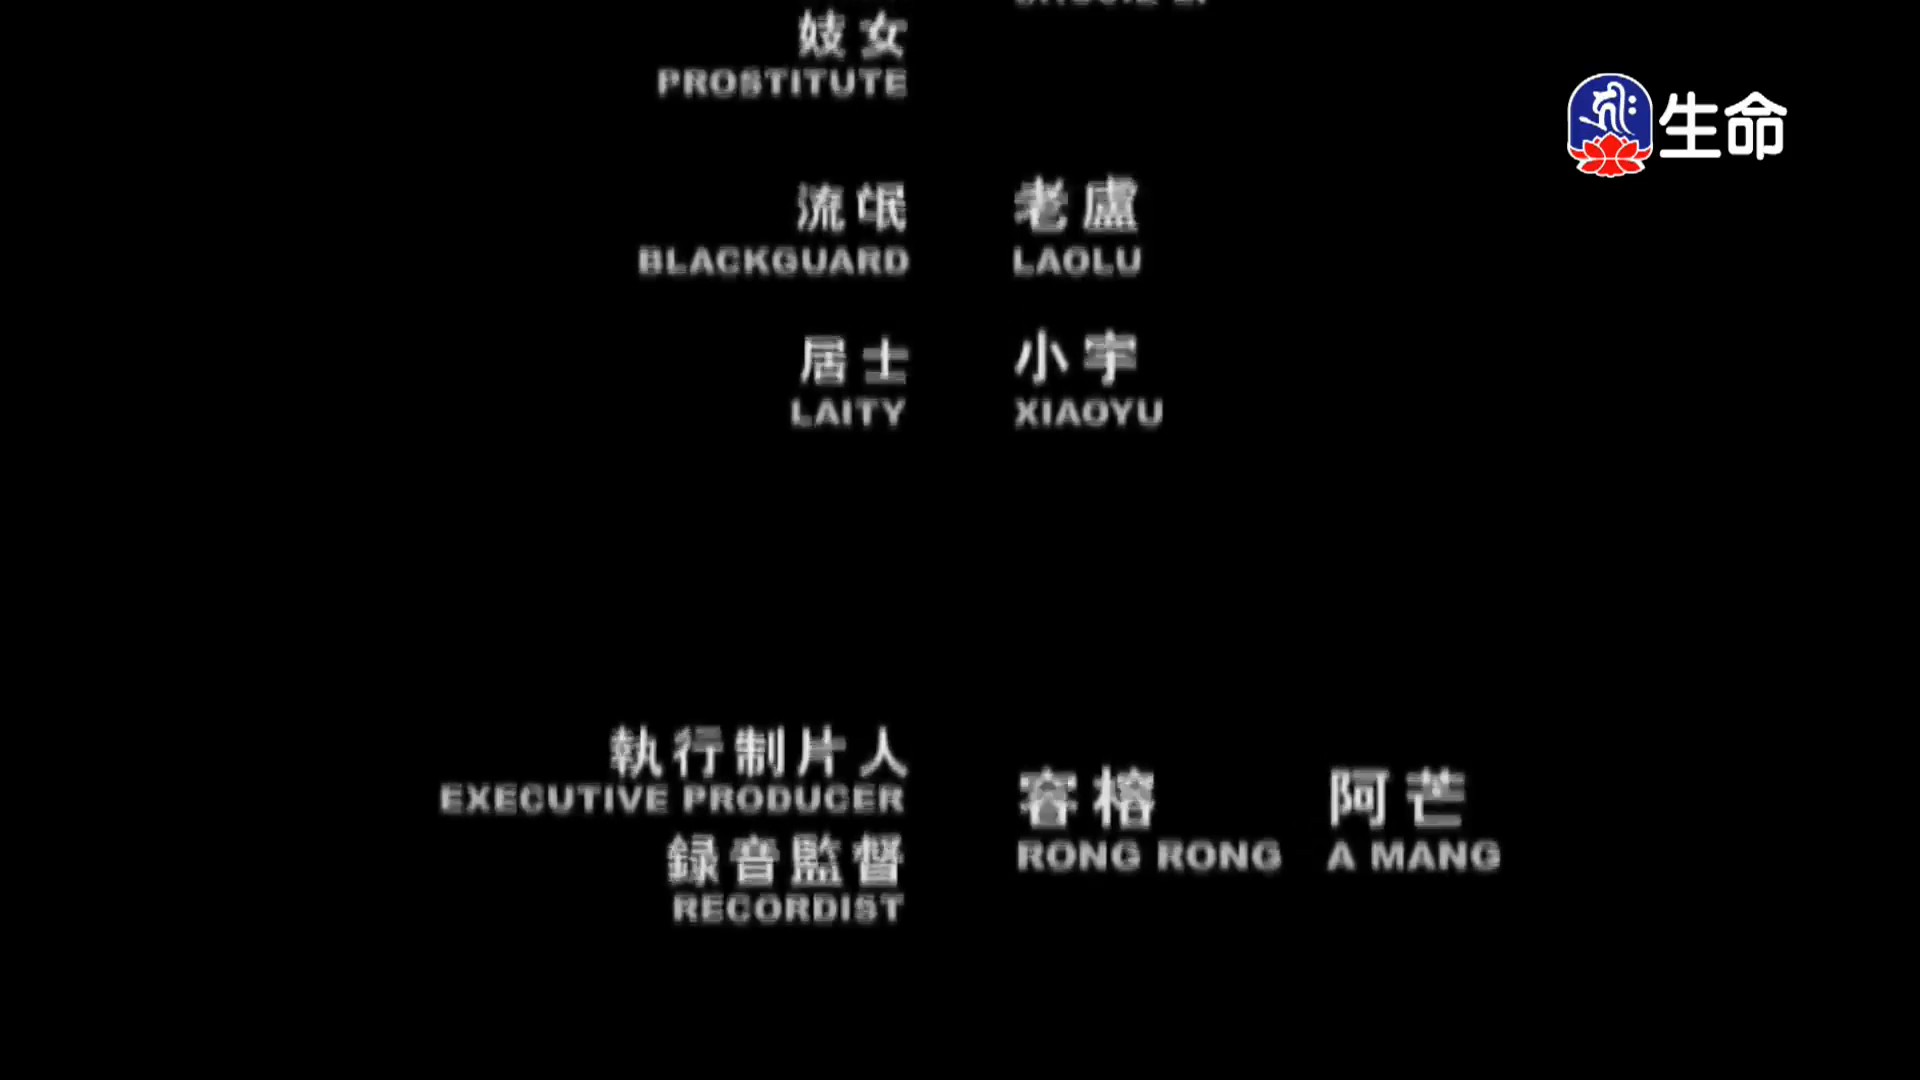 妓女
PROSTITUTE
生命
流氓 老盧
BLACKGUARD LAOLU
居士 小宇
LAITY XIAOYU
執行制片人
EXECUTIVE PRODUCER
容榕 阿芒
RONG RONG A MANG
録音監督
RECORDIST